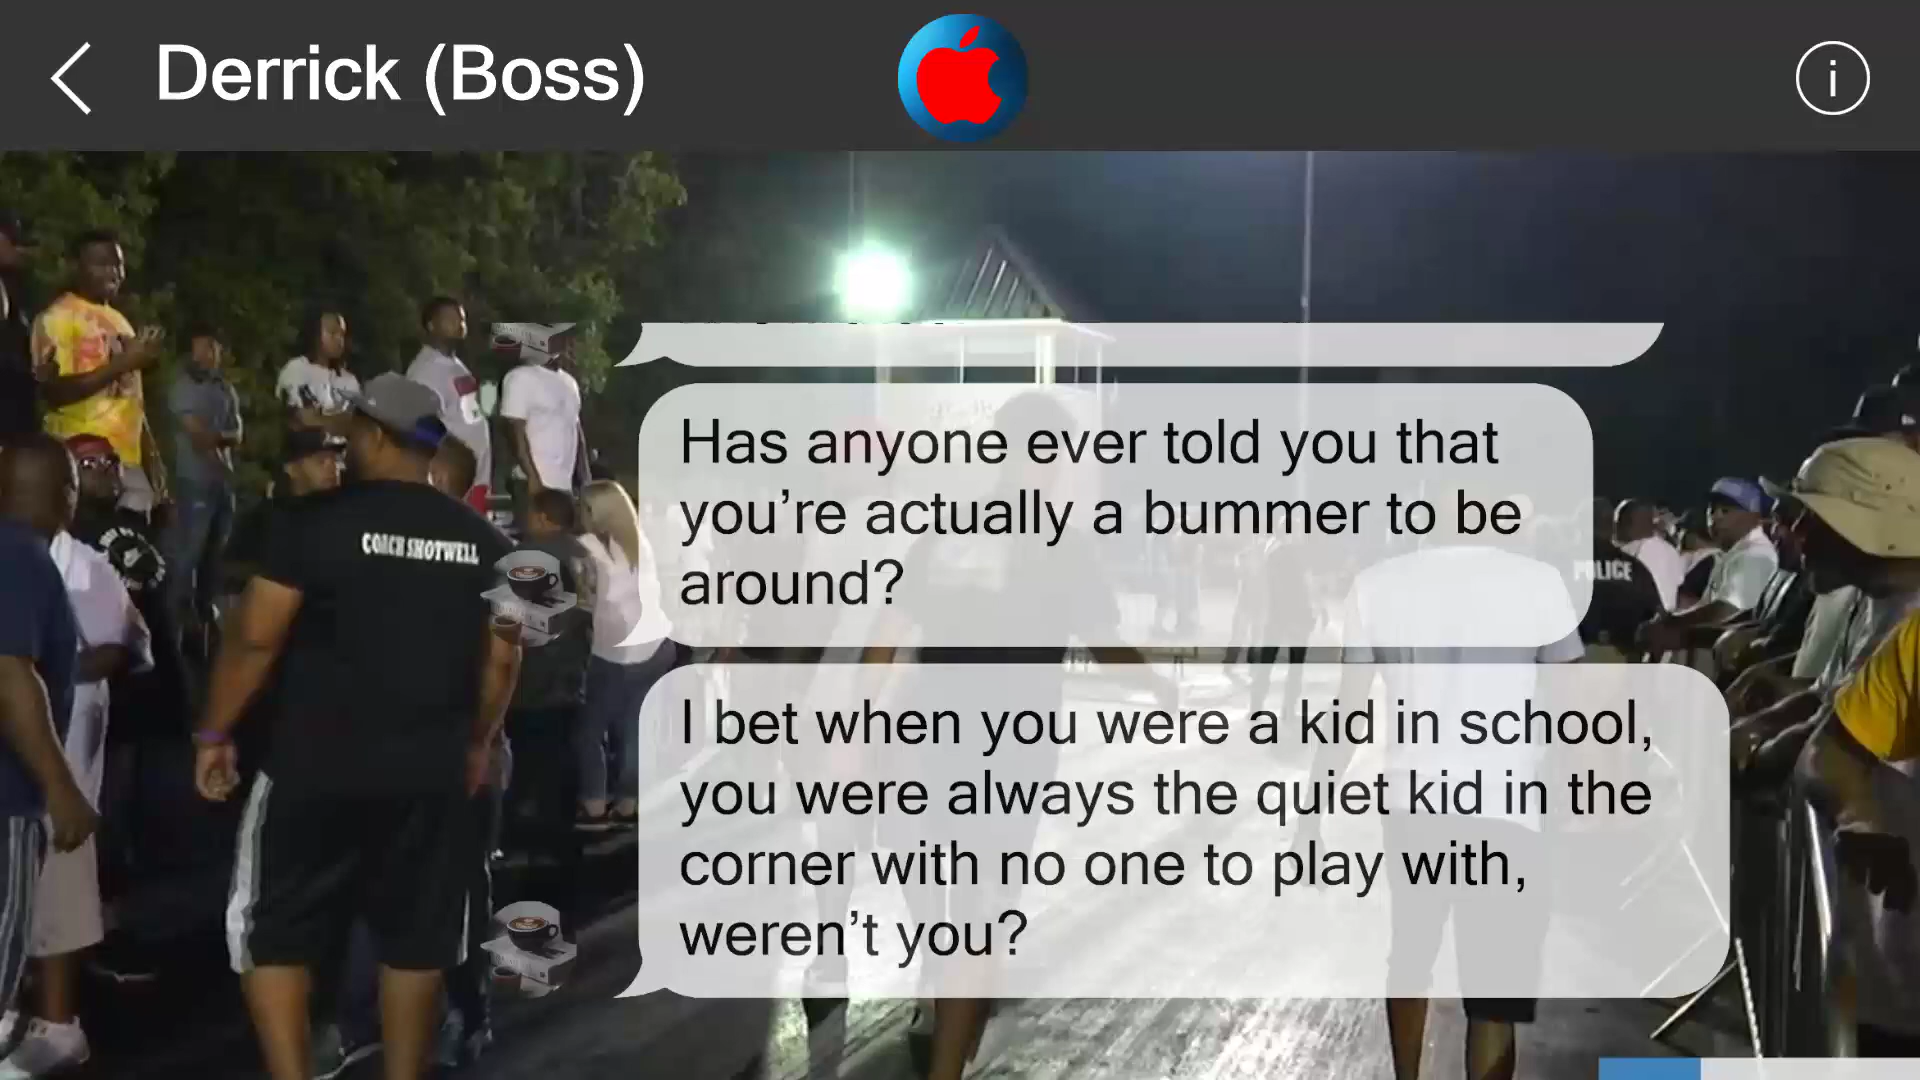 Derrick (Boss)
i
Has anyone ever told you that
you’re actually a bummer to be
around?
COACH SHOTWELL
POLICE
I bet when you were a kid in school,
you were always the quiet kid in the
corner with no one to play with,
weren’t you?